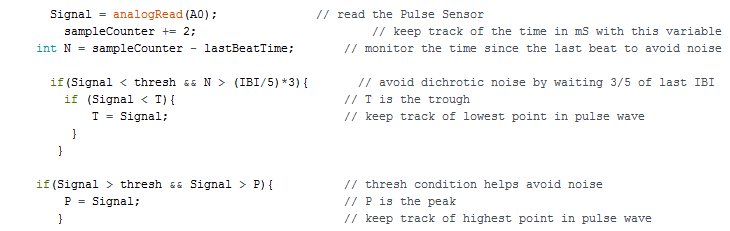 Signal = analogRead(A0);    // read the Pulse Sensor
sampleCounter += 2;    // keep track of the time in mS with this variable
int N = sampleCounter - lastBeatTime;    // monitor the time since the last beat to avoid noise
if(Signal < thresh && N > (IBI/5)*3){    // avoid dichrotic noise by waiting 3/5 of last IBI
if (Signal < T){    // T is the trough
T = Signal;    // keep track of lowest point in pulse wave
}
}
if(Signal > thresh && Signal > P){    // thresh condition helps avoid noise
P = Signal;    // P is the peak
}    // keep track of highest point in pulse wave